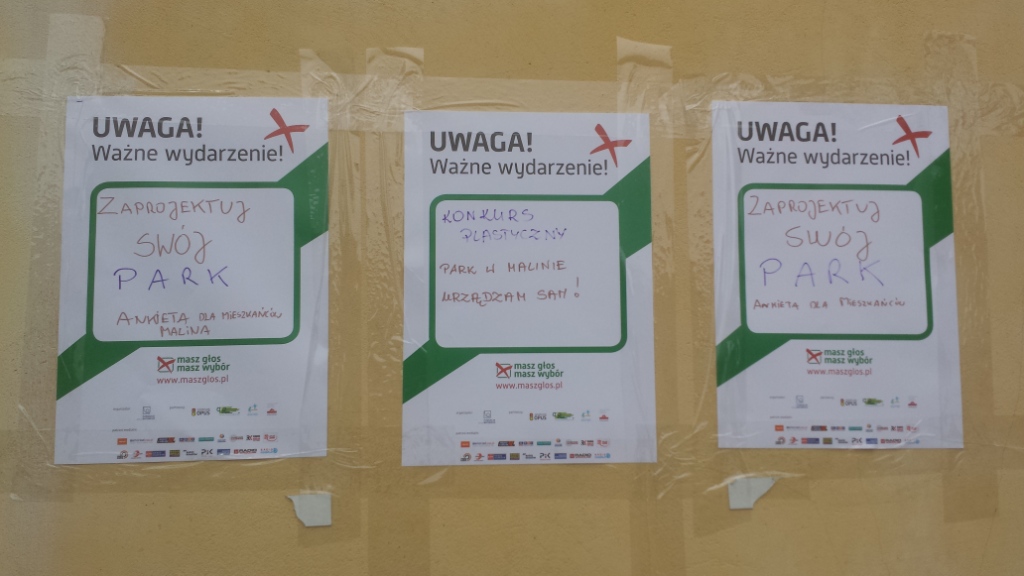 UWAGA!
Ważne wydarzenie!
ZAPROJEKTUJ
SWÓJ
PARK
ANKIETA DLA MIESZKAŃCÓW
MALINA
masz głos
masz wybór
www.maszglos.pl
UWAGA!
Ważne wydarzenie!
KONKURS
PLASTYCZNY
PARK W MALINIE
URZĄDZAM SAM!
masz głos
masz wybór
www.maszglos.pl
UWAGA!
Ważne wydarzenie!
ZAPROJEKTUJ
SWÓJ
PARK
ANKIETA DLA MIESZKAŃCÓW
masz głos
masz wybór
www.maszglos.pl